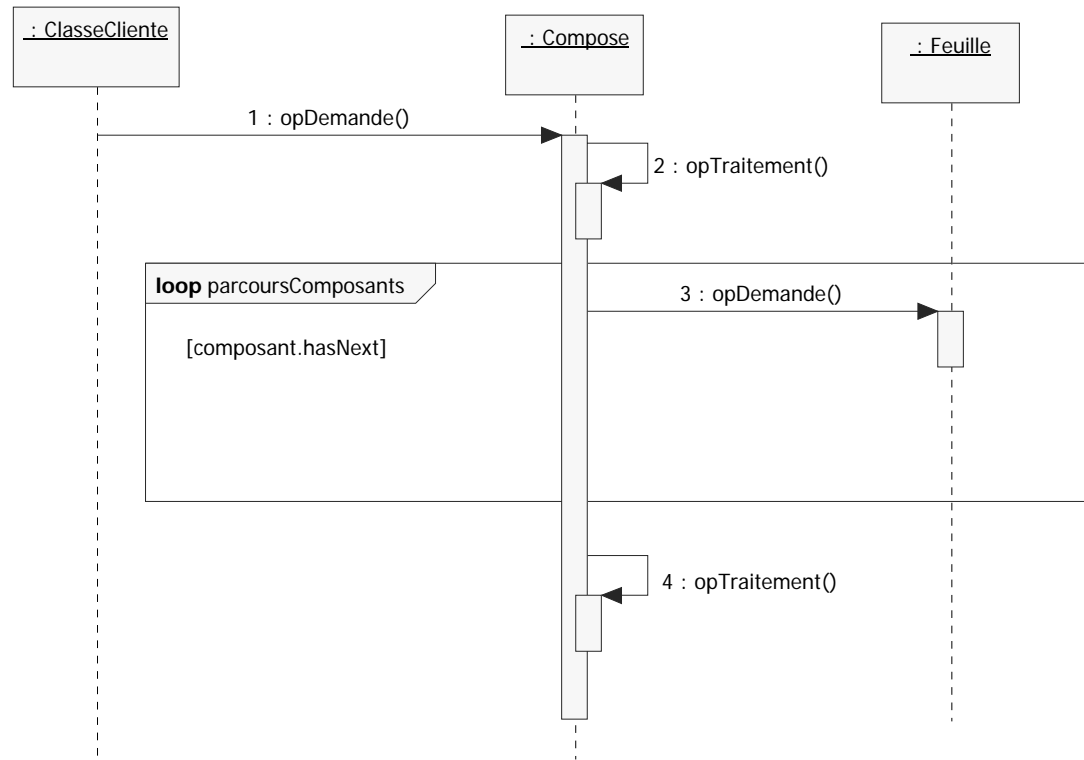 : ClasseCliente
: Compose
: Feuille
1 : opDemande()
2 : opTraitement()
loop parcoursComposants
3 : opDemande()
[composant.hasNext]
4 : opTraitement()